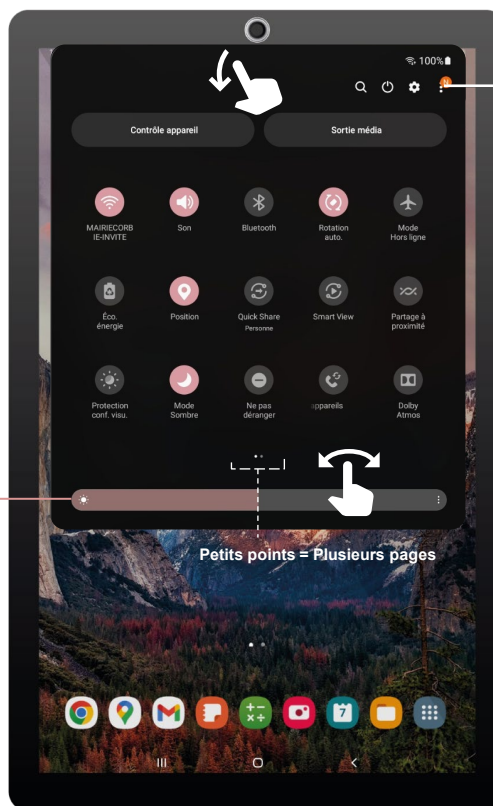 100%
N
Contrôle appareil
Sortie média
MAIRIECORB
IE-INVITE
Son
Bluetooth
Rotation
auto.
Mode
Hors ligne
Éco.
énergie
Position
Quick Share
Personne
Smart View
Partage à
proximité
Protection
conf. visu.
Mode
Sombre
Ne pas
déranger
appareils
Dolby
Atmos
Petits points = Plusieurs pages
7